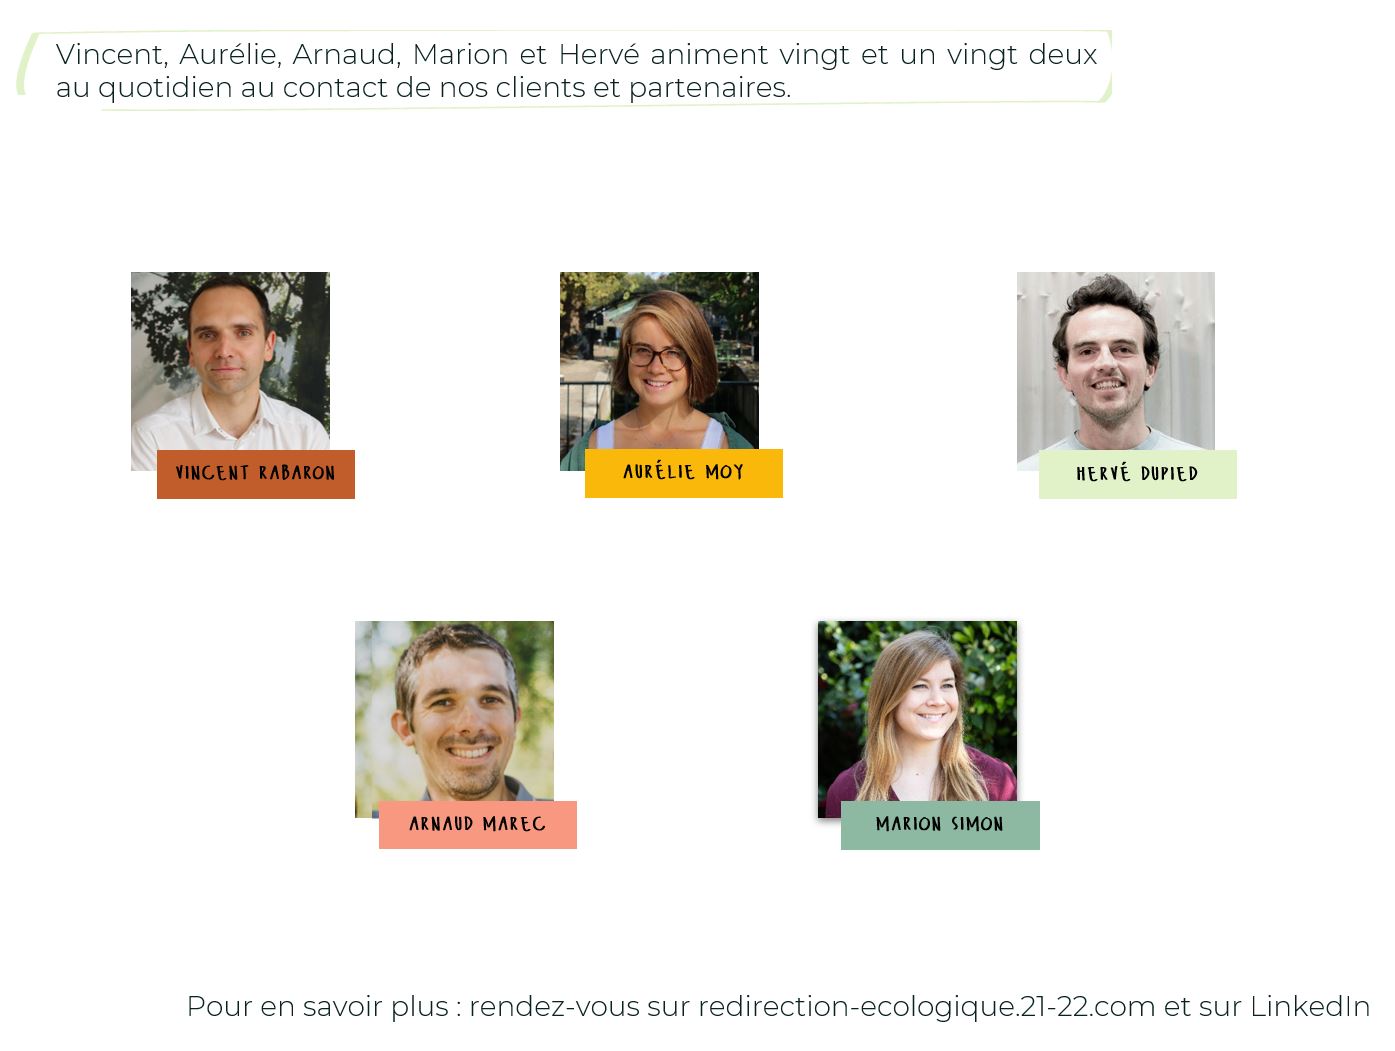 Vincent, Aurélie, Arnaud, Marion et Hervé animent vingt et un vingt deux
au quotidien au contact de nos clients et partenaires.
VINCENT RABARON
AURÉLIE MOY
HERVÉ DUPIED
ARNAUD MAREC
MARION SIMON
Pour en savoir plus : rendez-vous sur redirection-ecologique.21-22.com et sur LinkedIn